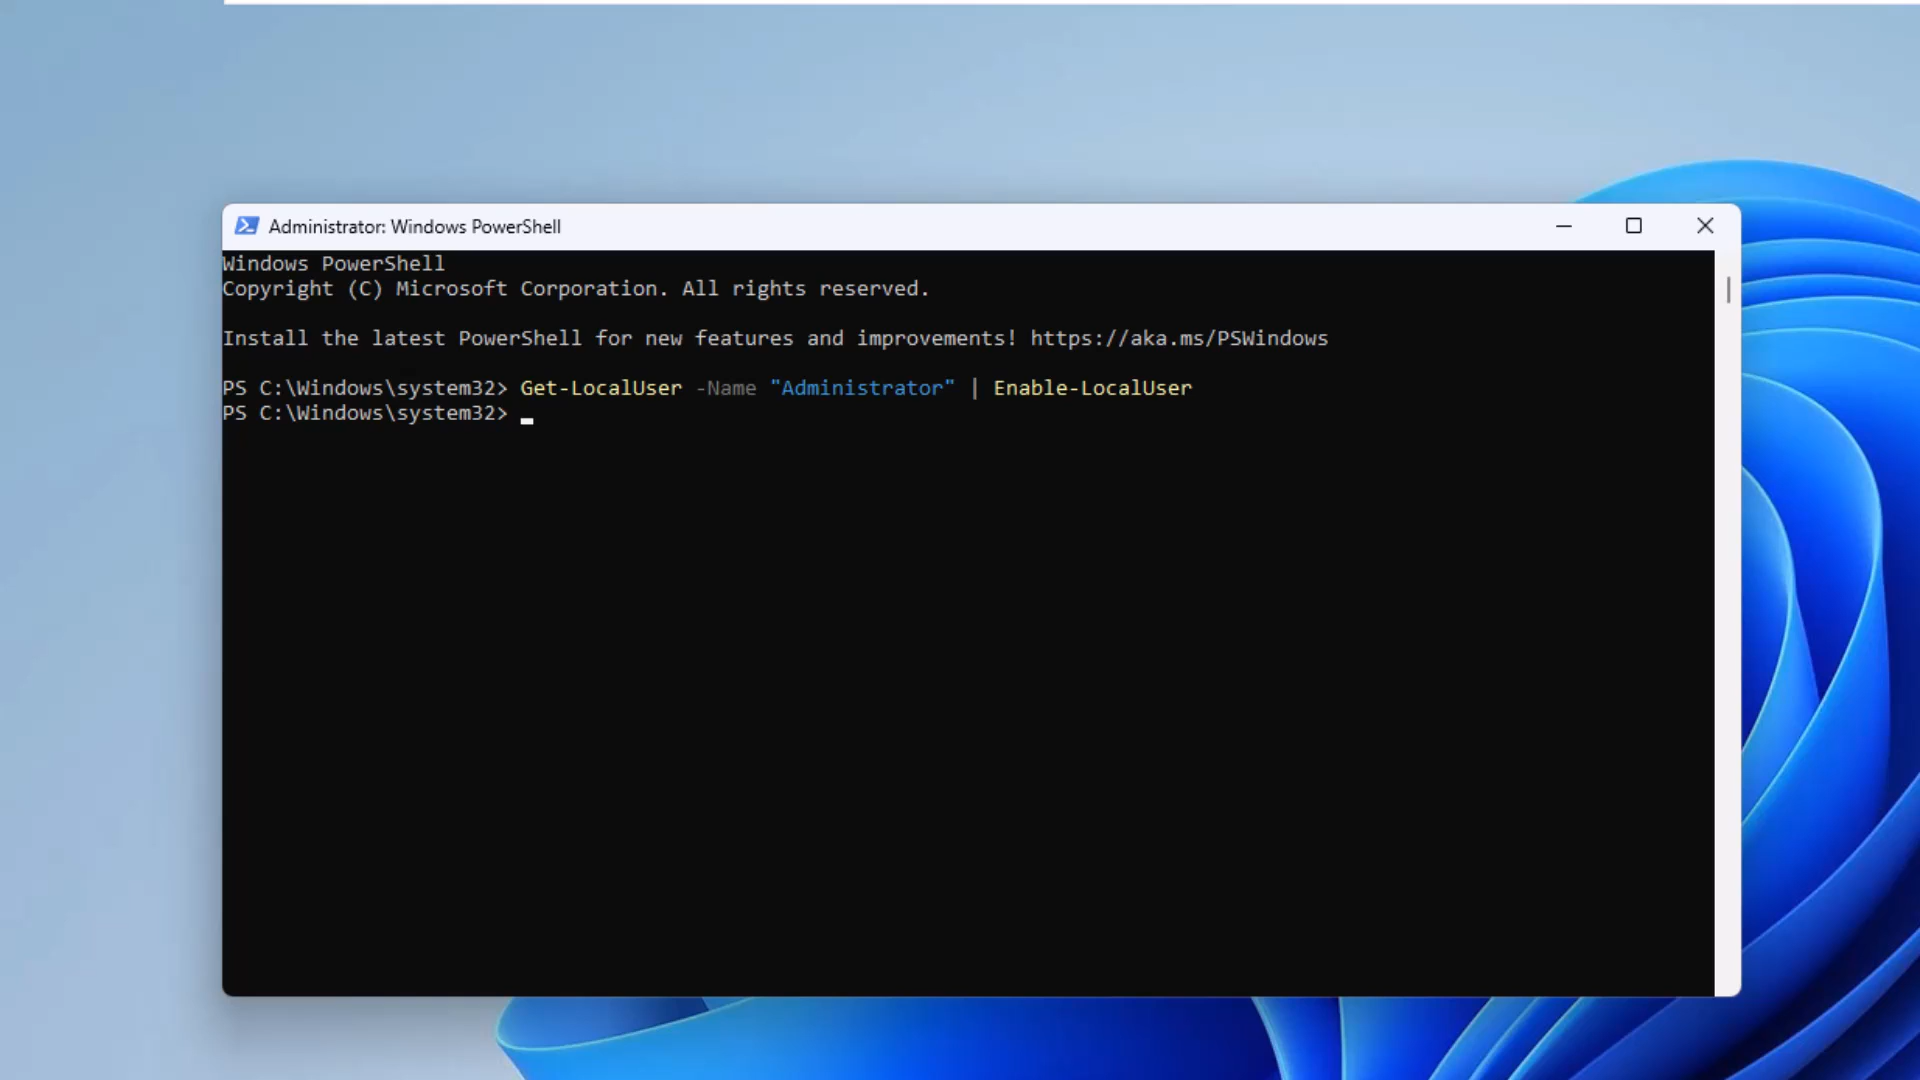 Administrator: Windows PowerShell
Windows PowerShell
Copyright (C) Microsoft Corporation. All rights reserved.
Install the latest PowerShell for new features and improvements! https://aka.ms/PSWindows
PS C:\Windows\system32> Get-LocalUser -Name "Administrator" | Enable-LocalUser
PS C:\Windows\system32>